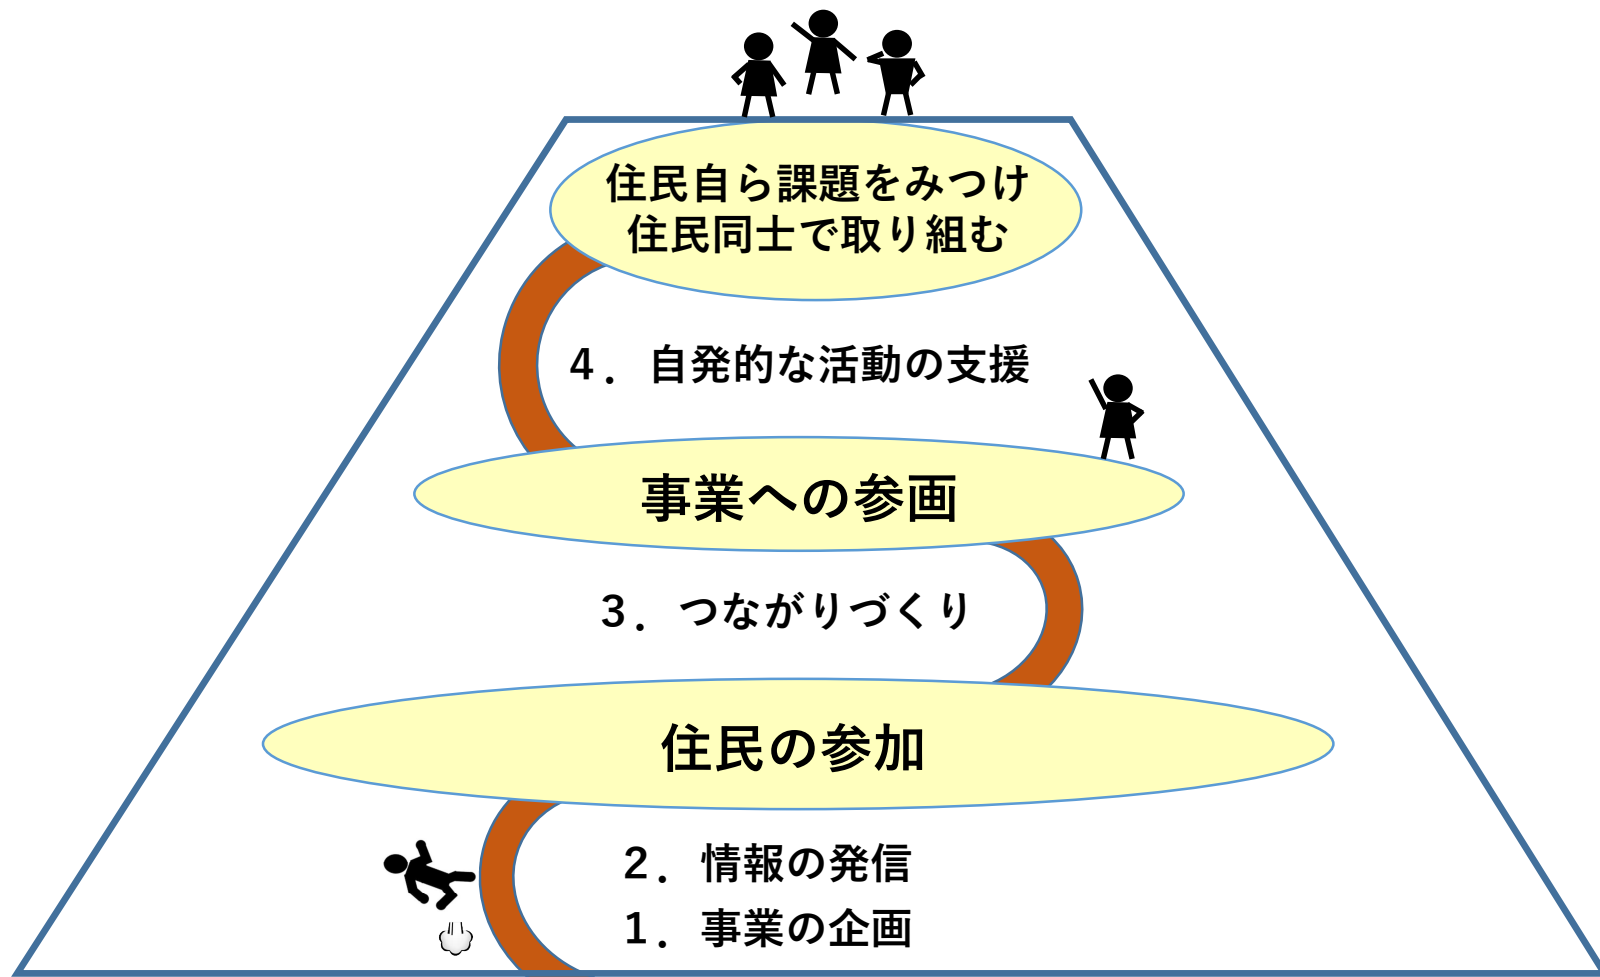 住民自ら課題をみつけ
住民同士で取り組む
４．自発的な活動の支援
事業への参画
３．つながりづくり
住民の参加
２．情報の発信
１．事業の企画